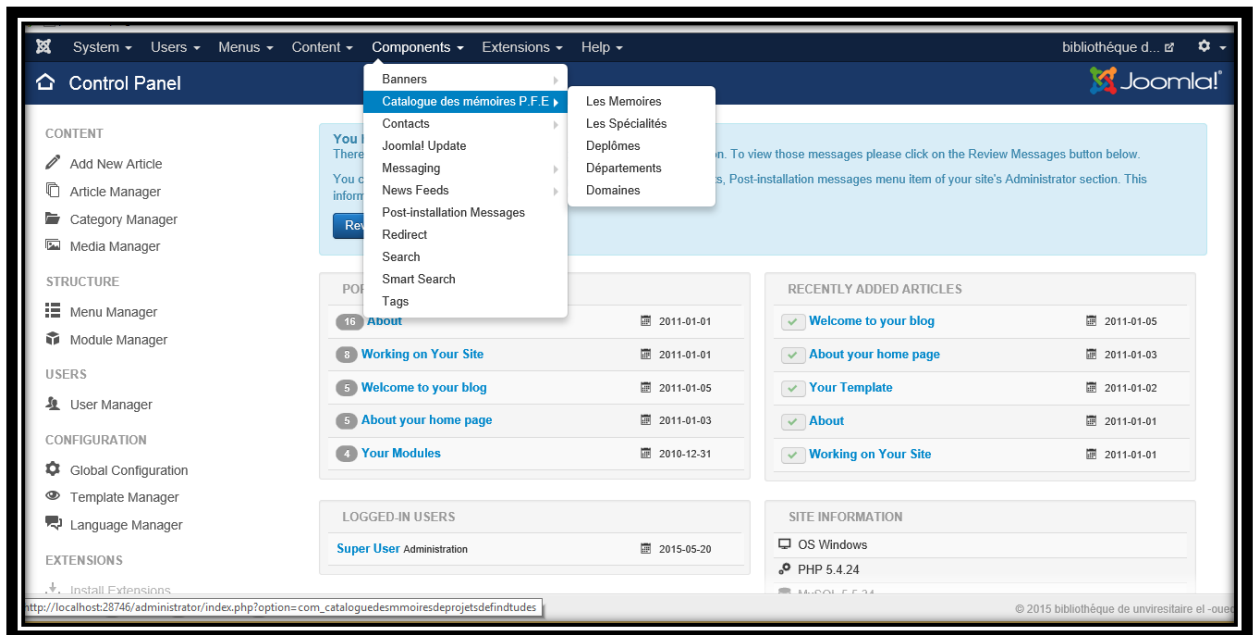 System Users Menus Content Components Extensions Help bibliothéque d...
Control Panel Joomla!
Banners
Catalogue des mémoires P.F.E
Contacts
Joomla! Update
Messaging
News Feeds
Post-installation Messages
Redirect
Search
Smart Search
Tags
Les Memoires
Les Spécialités
Deplômes
Départements
Domaines
CONTENT
Add New Article
Article Manager
Category Manager
Media Manager
STRUCTURE
Menu Manager
Module Manager
USERS
User Manager
CONFIGURATION
Global Configuration
Template Manager
Language Manager
EXTENSIONS
Install Extensions
You
There n. To view those messages please click on the Review Messages button below.
You s, Post-installation messages menu item of your site's Administrator section. This
inform
Rev
16 About 2011-01-01
8 Working on Your Site 2011-01-01
5 Welcome to your blog 2011-01-05
5 About your home page 2011-01-03
4 Your Modules 2010-12-31
RECENTLY ADDED ARTICLES
Welcome to your blog 2011-01-05
About your home page 2011-01-03
Your Template 2011-01-02
About 2011-01-01
Working on Your Site 2011-01-01
LOGGED-IN USERS
Super User Administration 2015-05-20
SITE INFORMATION
OS Windows
PHP 5.4.24
MySQL 5.5.34
http://localhost:28746/administrator/index.php?option=com_cataloguedesmmoiresdeprojetsdefindtudes
© 2015 bibliothéque de unviresitaire el -oued